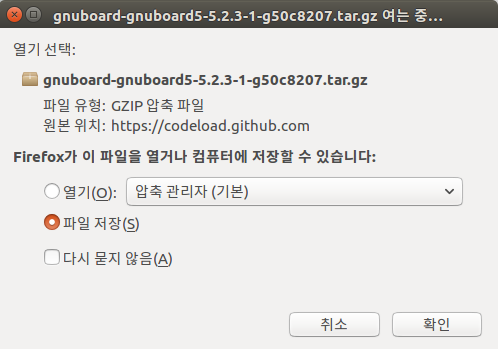 gnuboard-gnuboard5-5.2.3-1-g50c8207.tar.gz 여는 중...
열기 선택:
gnuboard-gnuboard5-5.2.3-1-g50c8207.tar.gz
파일 유형: GZIP 압축 파일
원본 위치: https://codeload.github.com
Firefox가 이 파일을 열거나 컴퓨터에 저장할 수 있습니다:
열기(O): 압축 관리자 (기본)
파일 저장(S)
다시 묻지 않음(A)
취소 확인